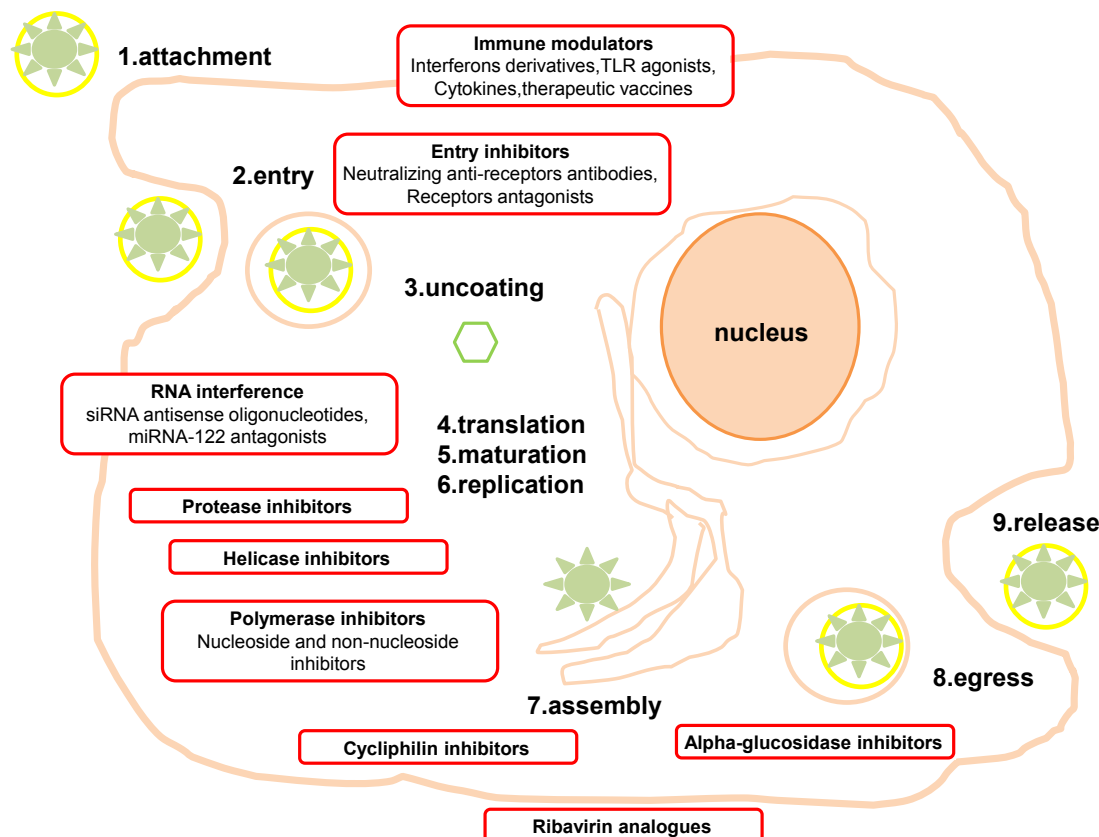 1.attachment
Immune modulators
Interferons derivatives,TLR agonists,
Cytokines,therapeutic vaccines
Entry inhibitors
Neutralizing anti-receptors antibodies,
Receptors antagonists
2.entry
3.uncoating
nucleus
RNA interference
siRNA antisense oligonucleotides,
miRNA-122 antagonists
4.translation
5.maturation
6.replication
Protease inhibitors
Helicase inhibitors
Polymerase inhibitors
Nucleoside and non-nucleoside
inhibitors
9.release
8.egress
7.assembly
Cycliphilin inhibitors
Alpha-glucosidase inhibitors
Ribavirin analogues